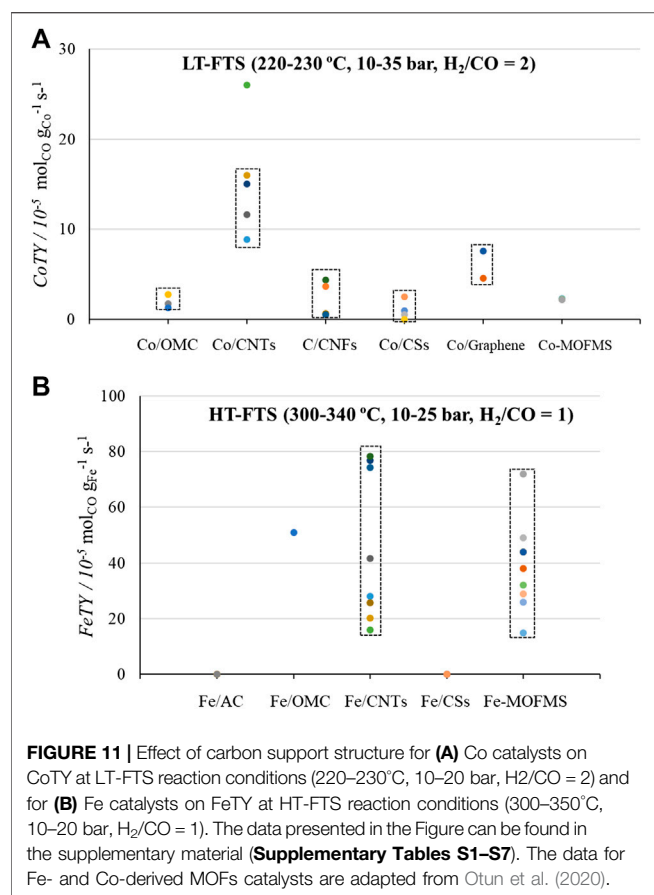 A
LT-FTS (220-230 ºC, 10-35 bar, H₂/CO = 2)
CoTY / 10⁻⁵ mol_CO g_Co⁻¹ s⁻¹
30
20
10
0
Co/OMC Co/CNTs C/CNFs Co/CSs Co/Graphene Co-MOFMS
B
HT-FTS (300-340 ºC, 10-25 bar, H₂/CO = 1)
FeTY / 10⁻⁵ mol_CO g_Fe⁻¹ s⁻¹
100
80
60
40
20
0
Fe/AC Fe/OMC Fe/CNTs Fe/CSs Fe-MOFMS
FIGURE 11 | Effect of carbon support structure for (A) Co catalysts on
CoTY at LT-FTS reaction conditions (220–230°C, 10–20 bar, H2/CO = 2) and
for (B) Fe catalysts on FeTY at HT-FTS reaction conditions (300–350°C,
10–20 bar, H₂/CO = 1). The data presented in the Figure can be found in
the supplementary material (Supplementary Tables S1–S7). The data for
Fe- and Co-derived MOFs catalysts are adapted from Otun et al. (2020).